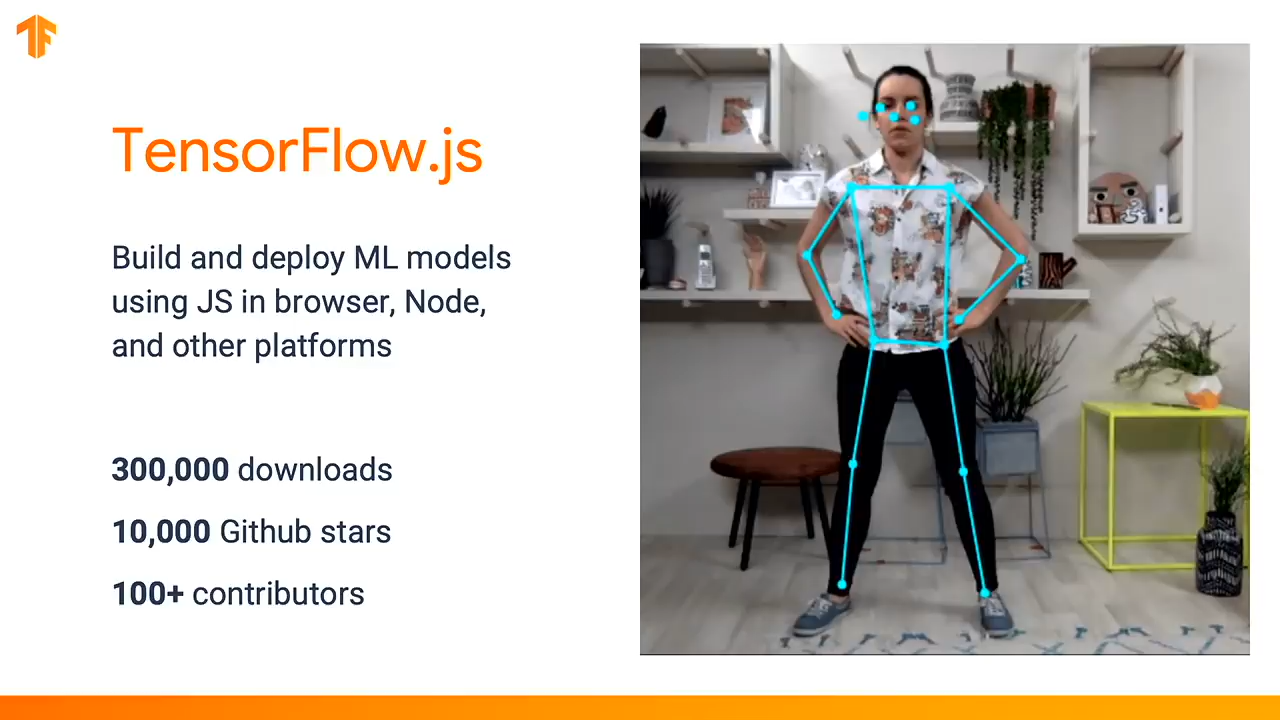 TensorFlow.js
Build and deploy ML models
using JS in browser, Node,
and other platforms
300,000 downloads
10,000 Github stars
100+ contributors